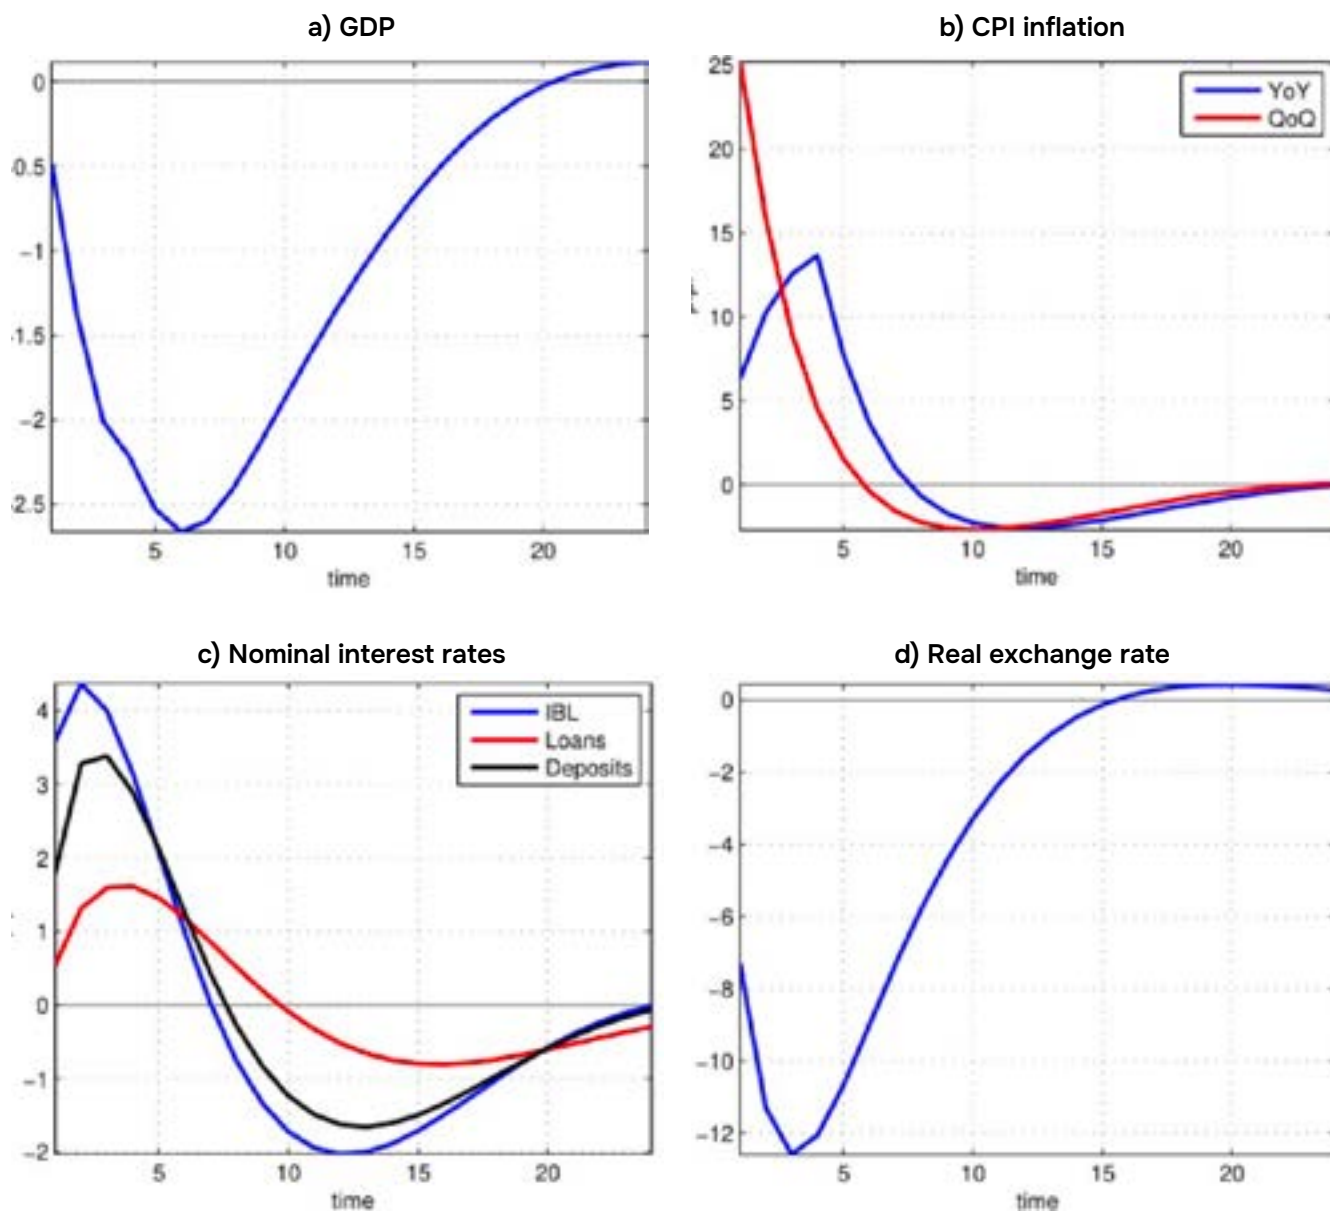 a) GDP
0
0.5
−1
1.5
−2
2.5
5 10 15 20
time
b) CPI inflation
25
20
15
10
5
0
YoY
QoQ
5 10 15 20
time
c) Nominal interest rates
4
3
2
1
0
−1
−2
IBL
Loans
Deposits
5 10 15 20
time
d) Real exchange rate
0
−2
−4
−6
−8
−10
−12
5 10 15 20
time